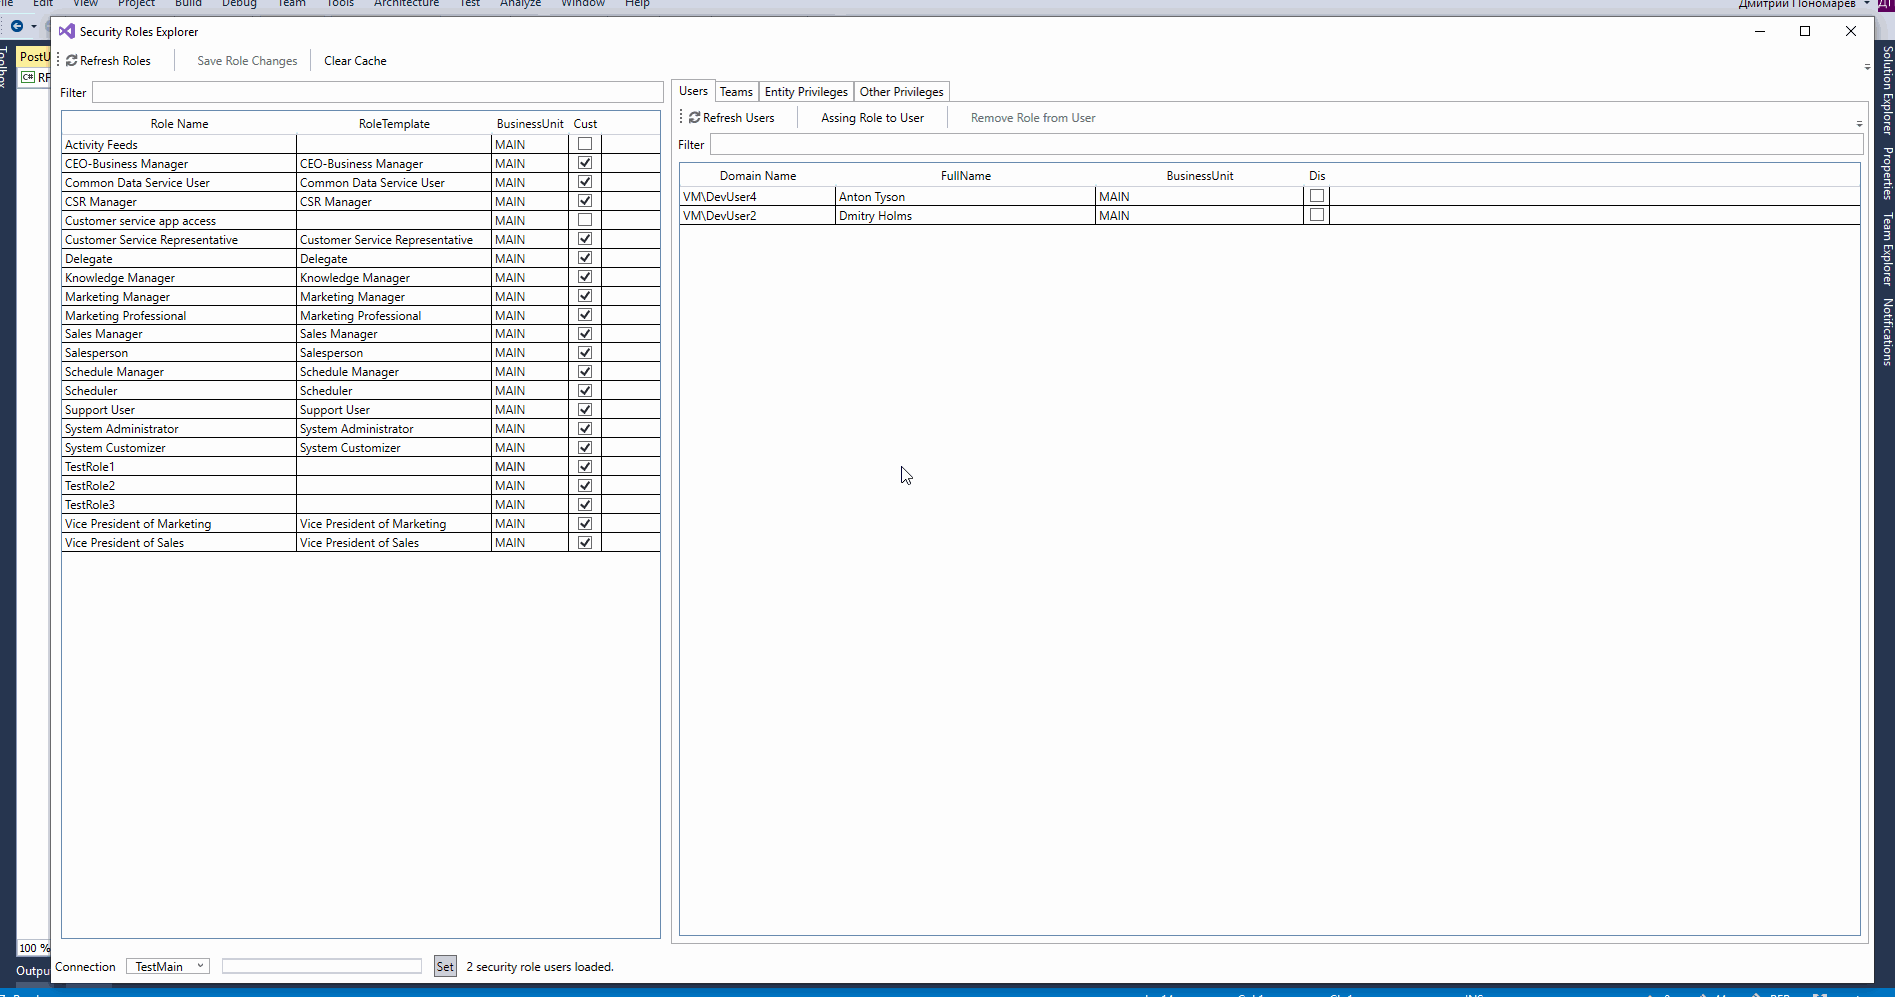 Edit View Project Build Debug Team Tools Architecture Test Analyze Window Help
Дмитрий Пономарев ДП
Security Roles Explorer
Refresh Roles Save Role Changes Clear Cache
Filter
Role Name RoleTemplate BusinessUnit Cust
Activity Feeds MAIN
CEO-Business Manager CEO-Business Manager MAIN
Common Data Service User Common Data Service User MAIN
CSR Manager CSR Manager MAIN
Customer service app access MAIN
Customer Service Representative Customer Service Representative MAIN
Delegate Delegate MAIN
Knowledge Manager Knowledge Manager MAIN
Marketing Manager Marketing Manager MAIN
Marketing Professional Marketing Professional MAIN
Sales Manager Sales Manager MAIN
Salesperson Salesperson MAIN
Schedule Manager Schedule Manager MAIN
Scheduler Scheduler MAIN
Support User Support User MAIN
System Administrator System Administrator MAIN
System Customizer System Customizer MAIN
TestRole1 MAIN
TestRole2 MAIN
TestRole3 MAIN
Vice President of Marketing Vice President of Marketing MAIN
Vice President of Sales Vice President of Sales MAIN
Users Teams Entity Privileges Other Privileges
Refresh Users Assing Role to User Remove Role from User
Filter
Domain Name FullName BusinessUnit Dis
VM\DevUser4 Anton Tyson MAIN
VM\DevUser2 Dmitry Holms MAIN
Connection TestMain Set 2 security role users loaded.
Toolbox
PostU
C# RF
100 %
Outpu
Solution Explorer
Properties
Team Explorer
Notifications